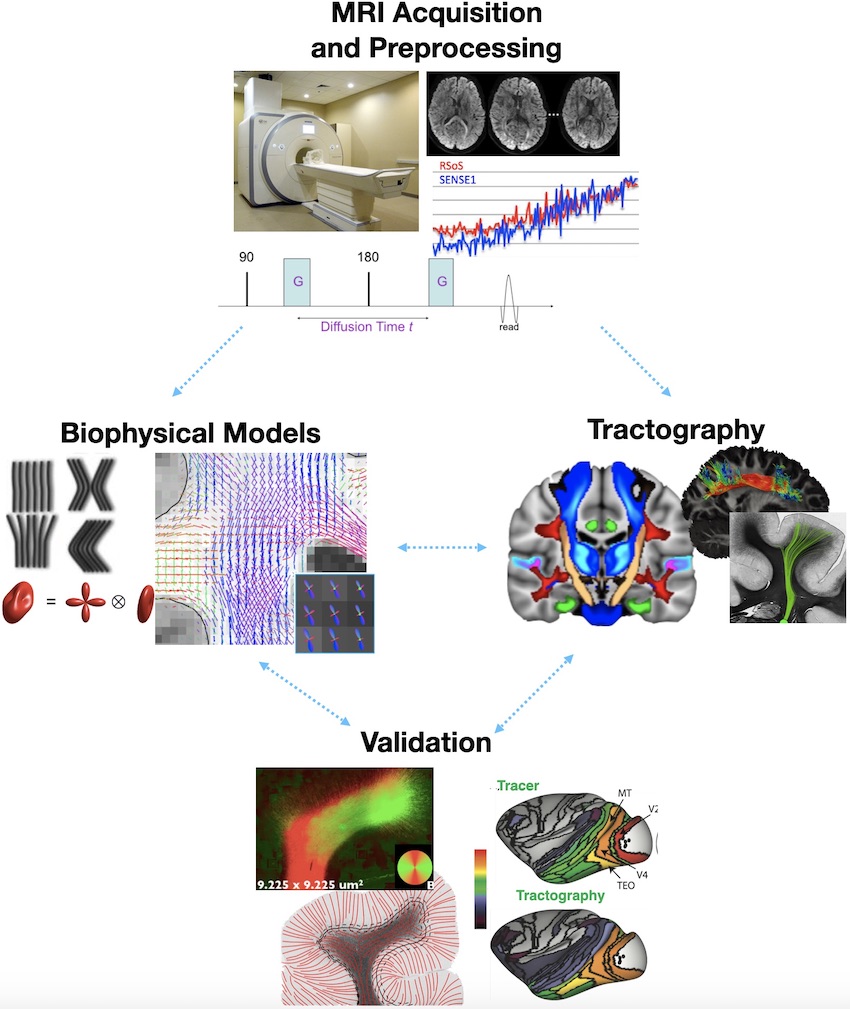 MRI Acquisition
and Preprocessing
RSoS
SENSE1
90
G
180
G
Diffusion Time t
read
Biophysical Models
Tractography
=
⊗
Validation
9.225 x 9.225 um²
B
Tracer
MT
V2
V4
TEO
Tractography